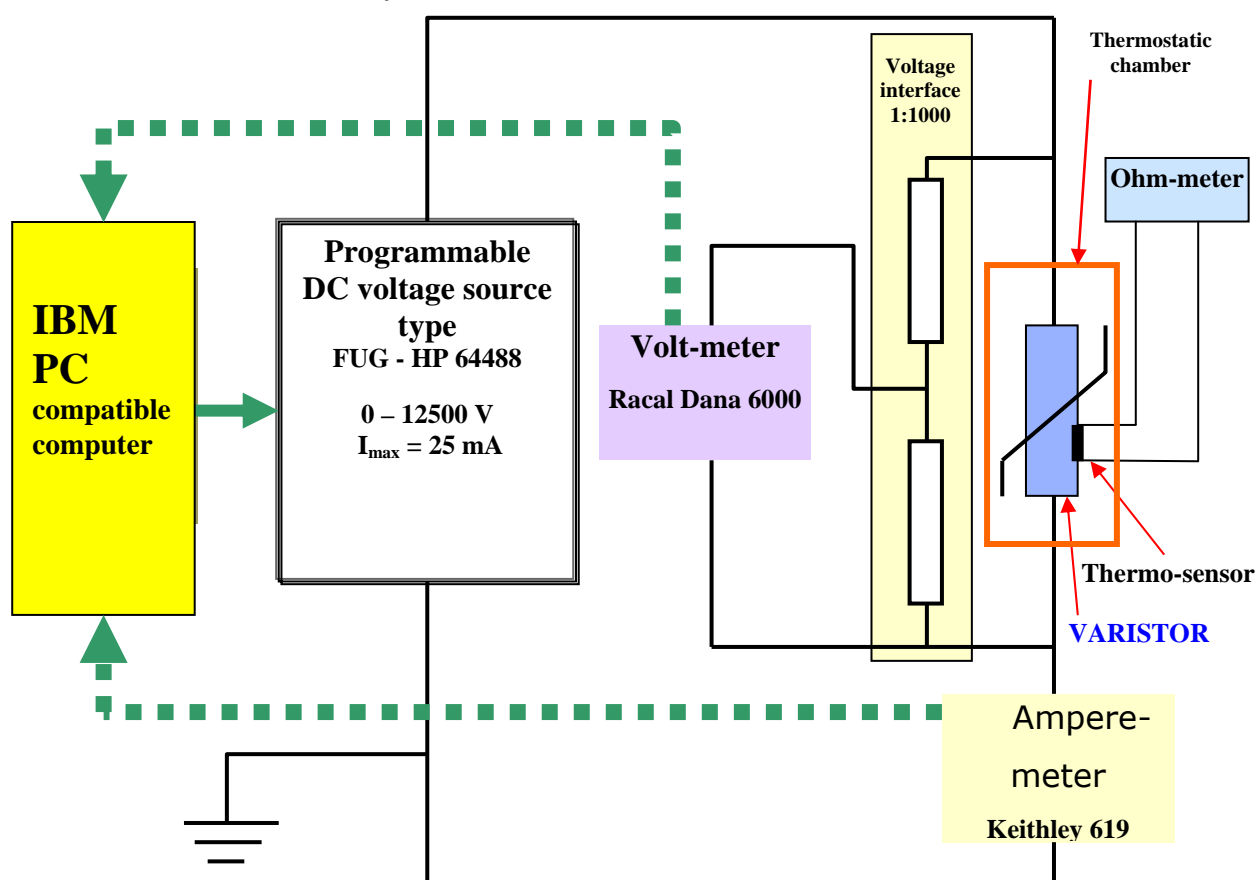 Thermostatic
chamber
Voltage
interface
1:1000
Ohm-meter
Programmable
DC voltage source
type
FUG - HP 64488
0 – 12500 V
Imax = 25 mA
IBM
PC
compatible
computer
Volt-meter
Racal Dana 6000
Thermo-sensor
VARISTOR
Ampere-
meter
Keithley 619